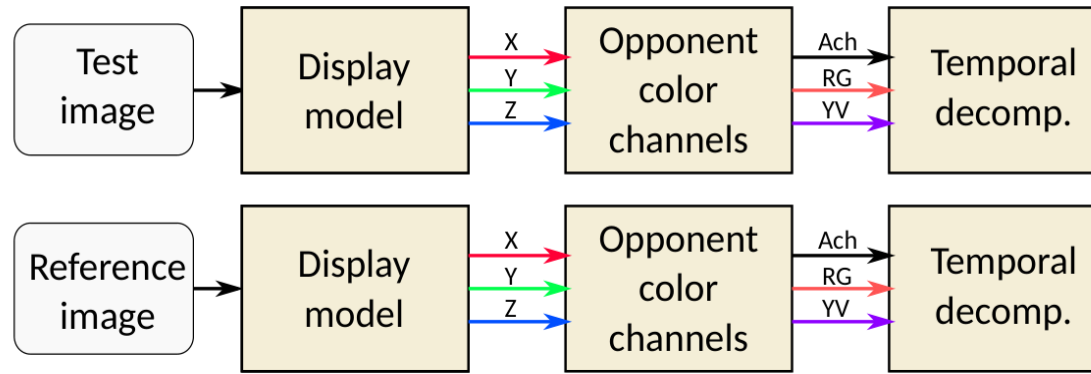 Test
image
Display
model
X
Y
Z
Opponent
color
channels
Ach
RG
YV
Temporal
decomp.
Reference
image
Display
model
X
Y
Z
Opponent
color
channels
Ach
RG
YV
Temporal
decomp.